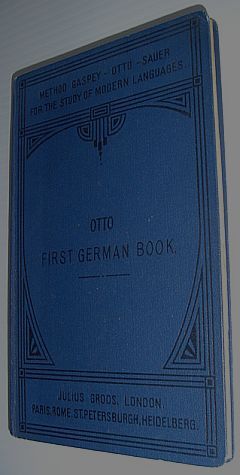 METHOD GASPEY-OTTO-SAUER
FOR THE STUDY OF MODERN LANGUAGES.
OTTO
FIRST GERMAN BOOK.
JULIUS GROOS, LONDON,
PARIS, ROME, ST. PETERSBURGH, HEIDELBERG.